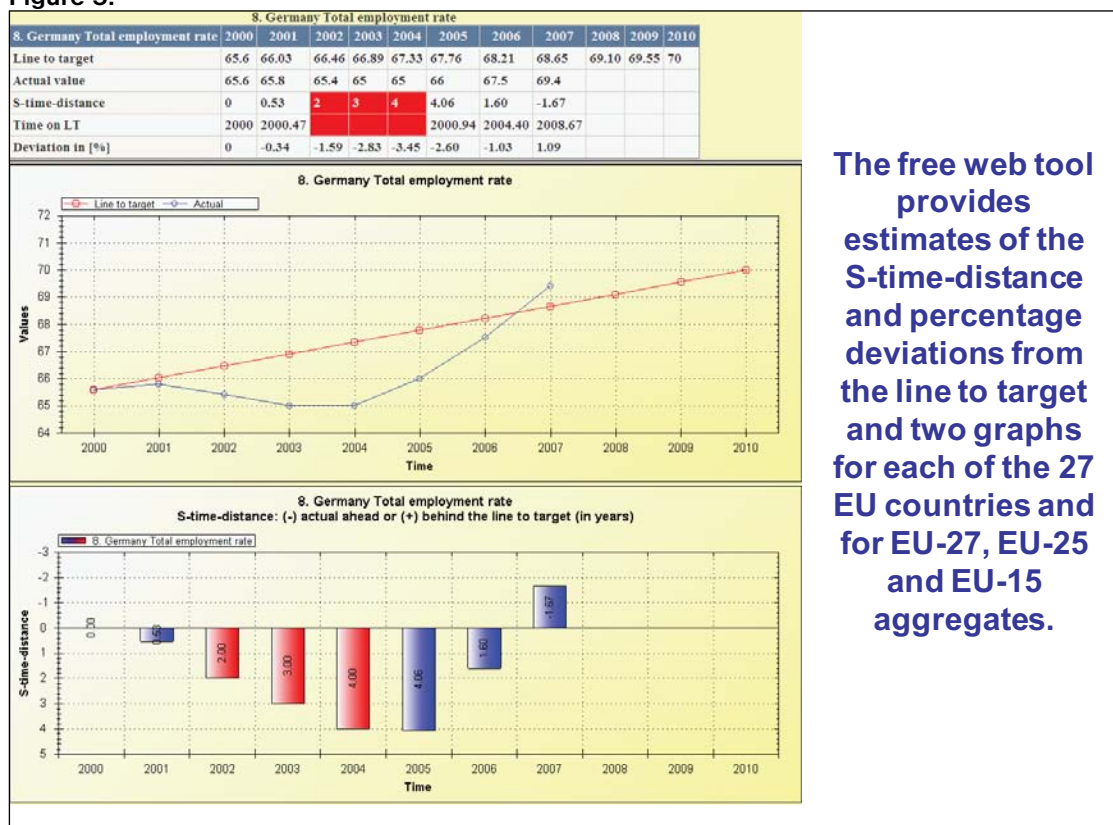 8. Germany Total employment rate
8. Germany Total employment rate 2000 2001 2002 2003 2004 2005 2006 2007 2008 2009 2010
Line to target 65.6 66.03 66.46 66.89 67.33 67.76 68.21 68.65 69.10 69.55 70
Actual value 65.6 65.8 65.4 65 65 66 67.5 69.4
S-time-distance 0 0.53 2 3 4 4.06 1.60 -1.67
Time on LT 2000 2000.47 2000.94 2004.40 2008.67
Deviation in [%] 0 -0.34 -1.59 -2.83 -3.45 -2.60 -1.03 1.09
8. Germany Total employment rate
Line to target Actual
72
71
70
69
68
67
66
65
64
Values
2000 2001 2002 2003 2004 2005 2006 2007 2008 2009 2010
Time
8. Germany Total employment rate
S-time-distance: (-) actual ahead or (+) behind the line to target (in years)
8. Germany Total employment rate
-3
-2
-1
0
1
2
3
4
5
S-time-distance
0.00 0.53 2.00 3.00 4.00 4.06 1.60 -1.67
2000 2001 2002 2003 2004 2005 2006 2007 2008 2009 2010
Time
The free web tool
provides
estimates of the
S-time-distance
and percentage
deviations from
the line to target
and two graphs
for each of the 27
EU countries and
for EU-27, EU-25
and EU-15
aggregates.